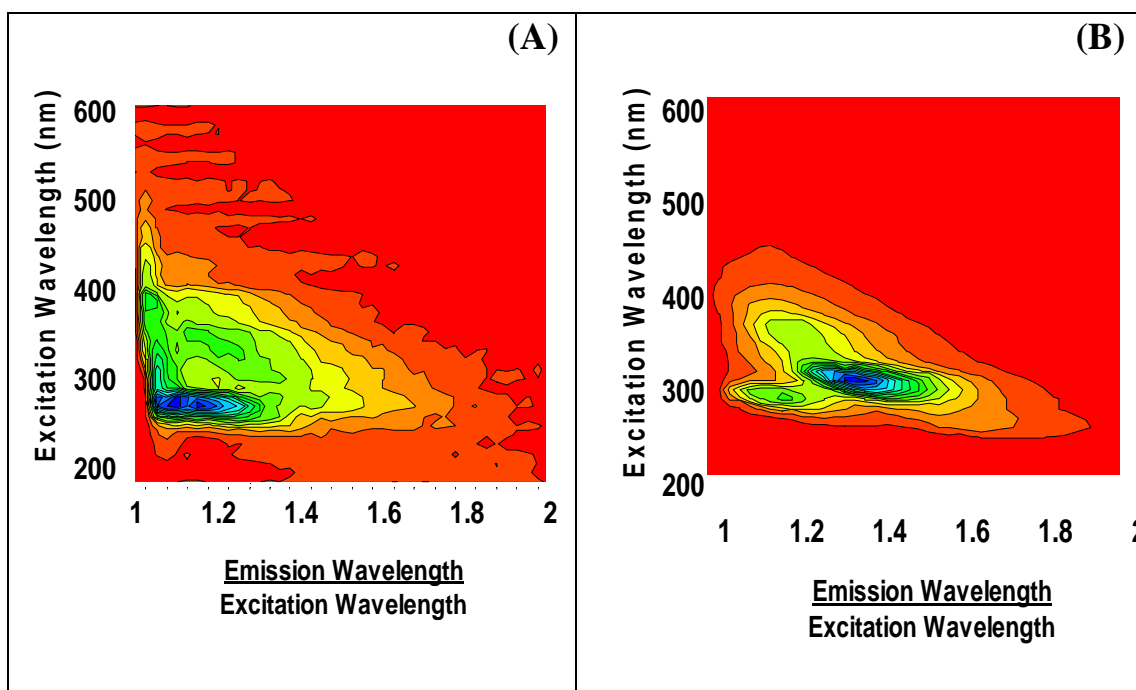 (A)
Excitation Wavelength (nm)
600
500
400
300
200
1 1.2 1.4 1.6 1.8 2
Emission Wavelength
Excitation Wavelength
(B)
Excitation Wavelength (nm)
600
500
400
300
200
1 1.2 1.4 1.6 1.8 2
Emission Wavelength
Excitation Wavelength